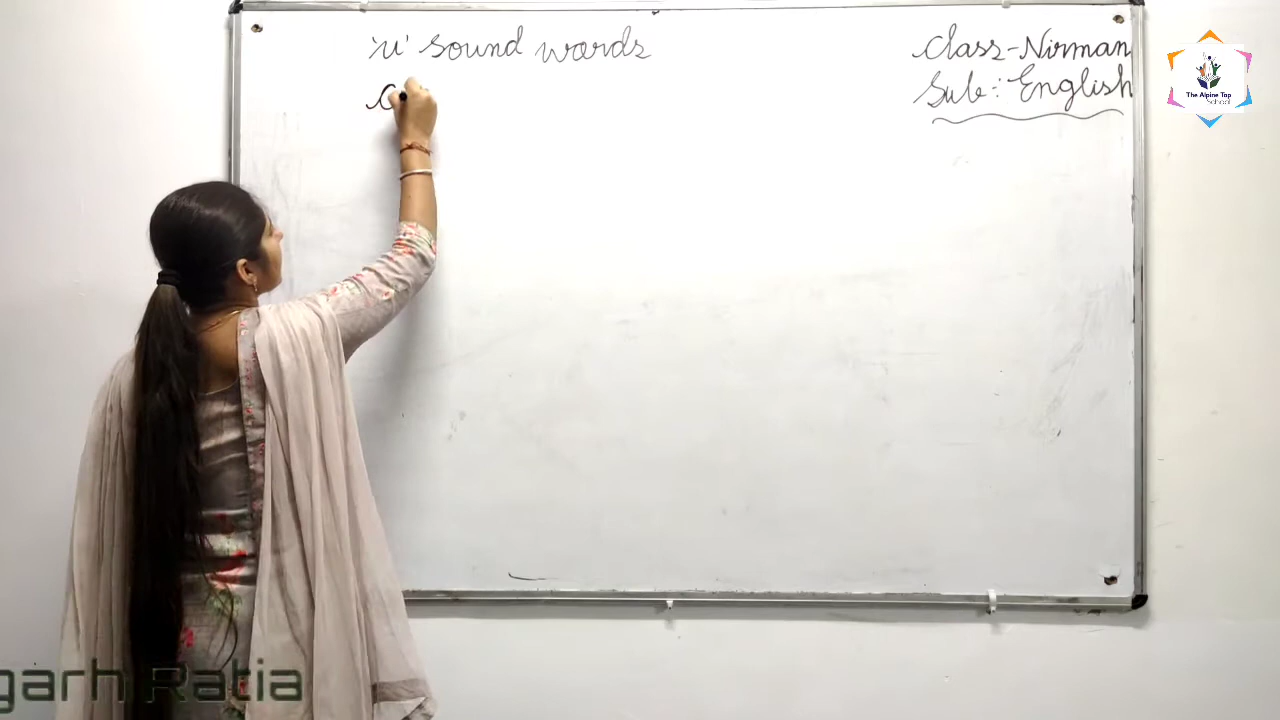 'u' sound words
Class-Nirman
Sub:- English
The Alpine Top
School
garh Ratia